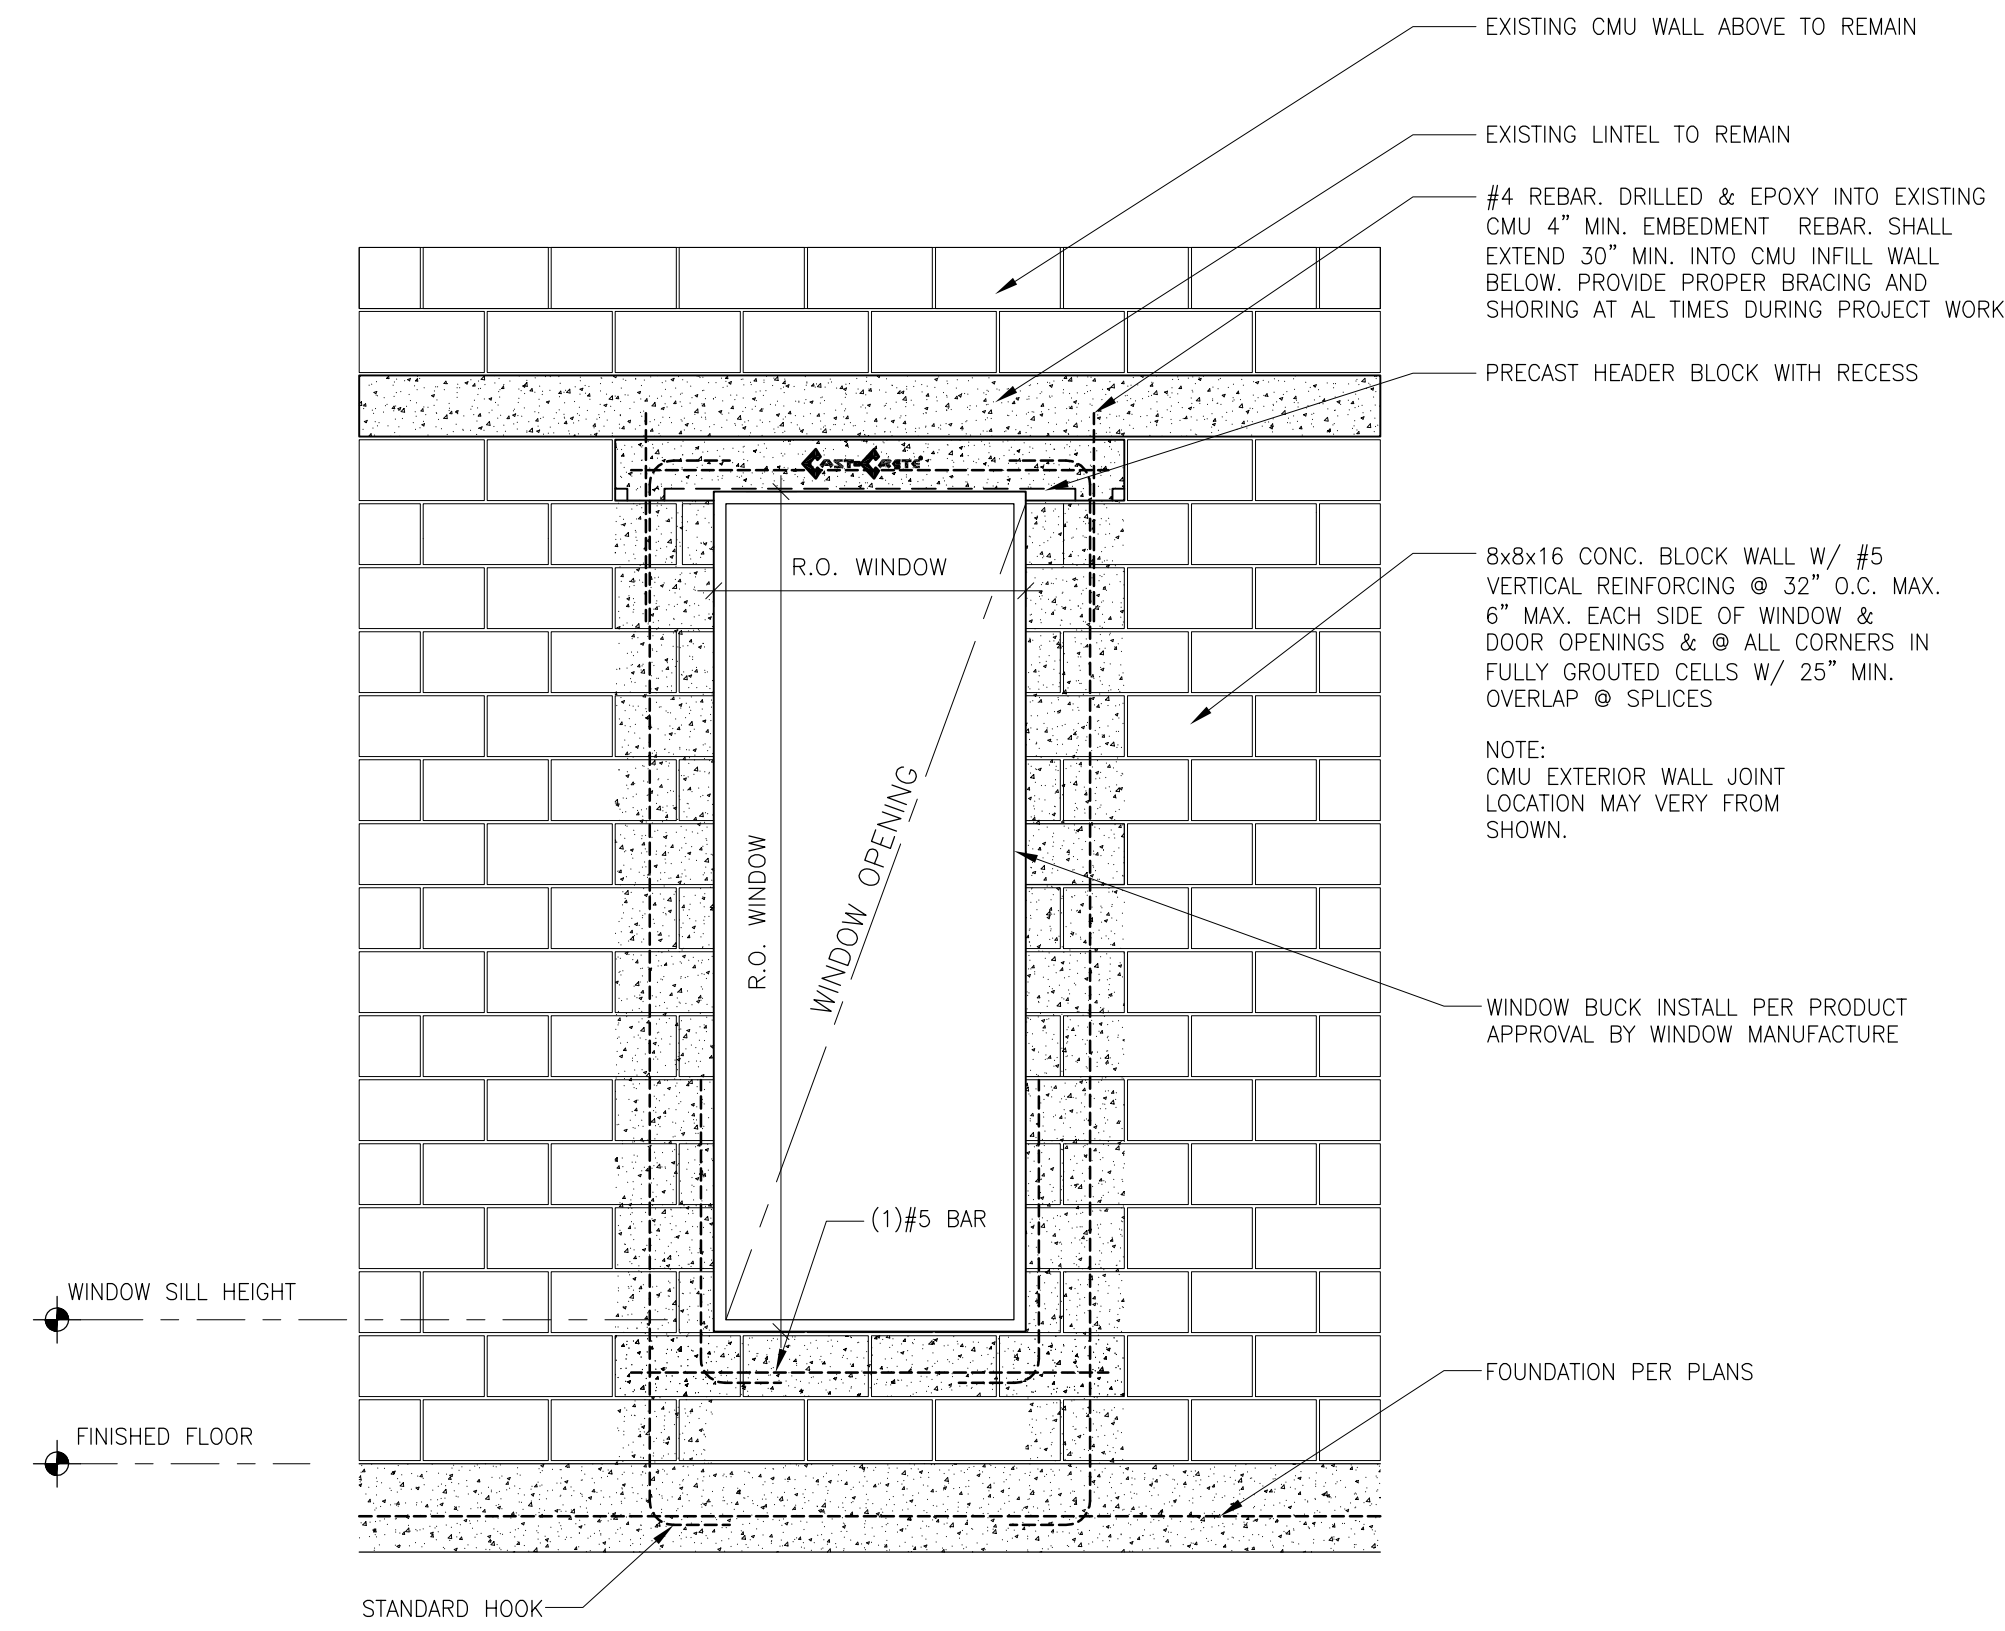 EXISTING CMU WALL ABOVE TO REMAIN
EXISTING LINTEL TO REMAIN
#4 REBAR. DRILLED & EPOXY INTO EXISTING
CMU 4" MIN. EMBEDMENT REBAR. SHALL
EXTEND 30" MIN. INTO CMU INFILL WALL
BELOW. PROVIDE PROPER BRACING AND
SHORING AT AL TIMES DURING PROJECT WORK
PRECAST HEADER BLOCK WITH RECESS
CAST-CRETE
R.O. WINDOW
8x8x16 CONC. BLOCK WALL W/ #5
VERTICAL REINFORCING @ 32" O.C. MAX.
6" MAX. EACH SIDE OF WINDOW &
DOOR OPENINGS & @ ALL CORNERS IN
FULLY GROUTED CELLS W/ 25" MIN.
OVERLAP @ SPLICES
NOTE:
CMU EXTERIOR WALL JOINT
LOCATION MAY VERY FROM
SHOWN.
R.O. WINDOW
WINDOW OPENING
WINDOW BUCK INSTALL PER PRODUCT
APPROVAL BY WINDOW MANUFACTURE
(1)#5 BAR
WINDOW SILL HEIGHT
FOUNDATION PER PLANS
FINISHED FLOOR
STANDARD HOOK